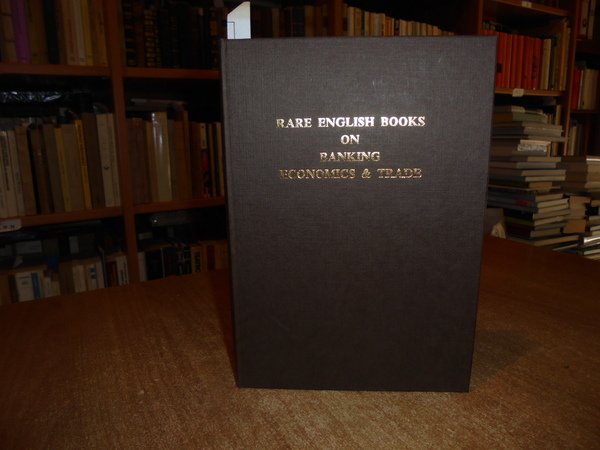 RARE ENGLISH BOOKS
ON
BANKING
ECONOMICS & TRADE